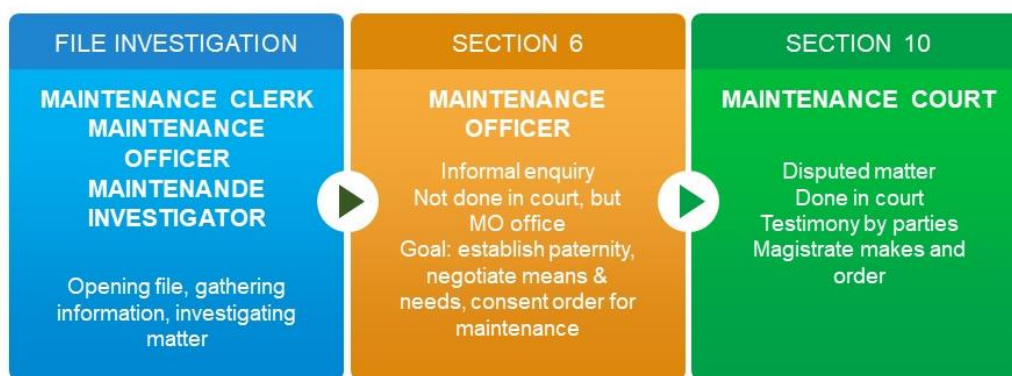 FILE INVESTIGATION
MAINTENANCE CLERK
MAINTENANCE
OFFICER
MAINTENANDE
INVESTIGATOR
Opening file, gathering
information, investigating
matter
SECTION 6
MAINTENANCE
OFFICER
Informal enquiry
Not done in court, but
MO office
Goal: establish paternity,
negotiate means &
needs, consent order for
maintenance
SECTION 10
MAINTENANCE COURT
Disputed matter
Done in court
Testimony by parties
Magistrate makes and
order